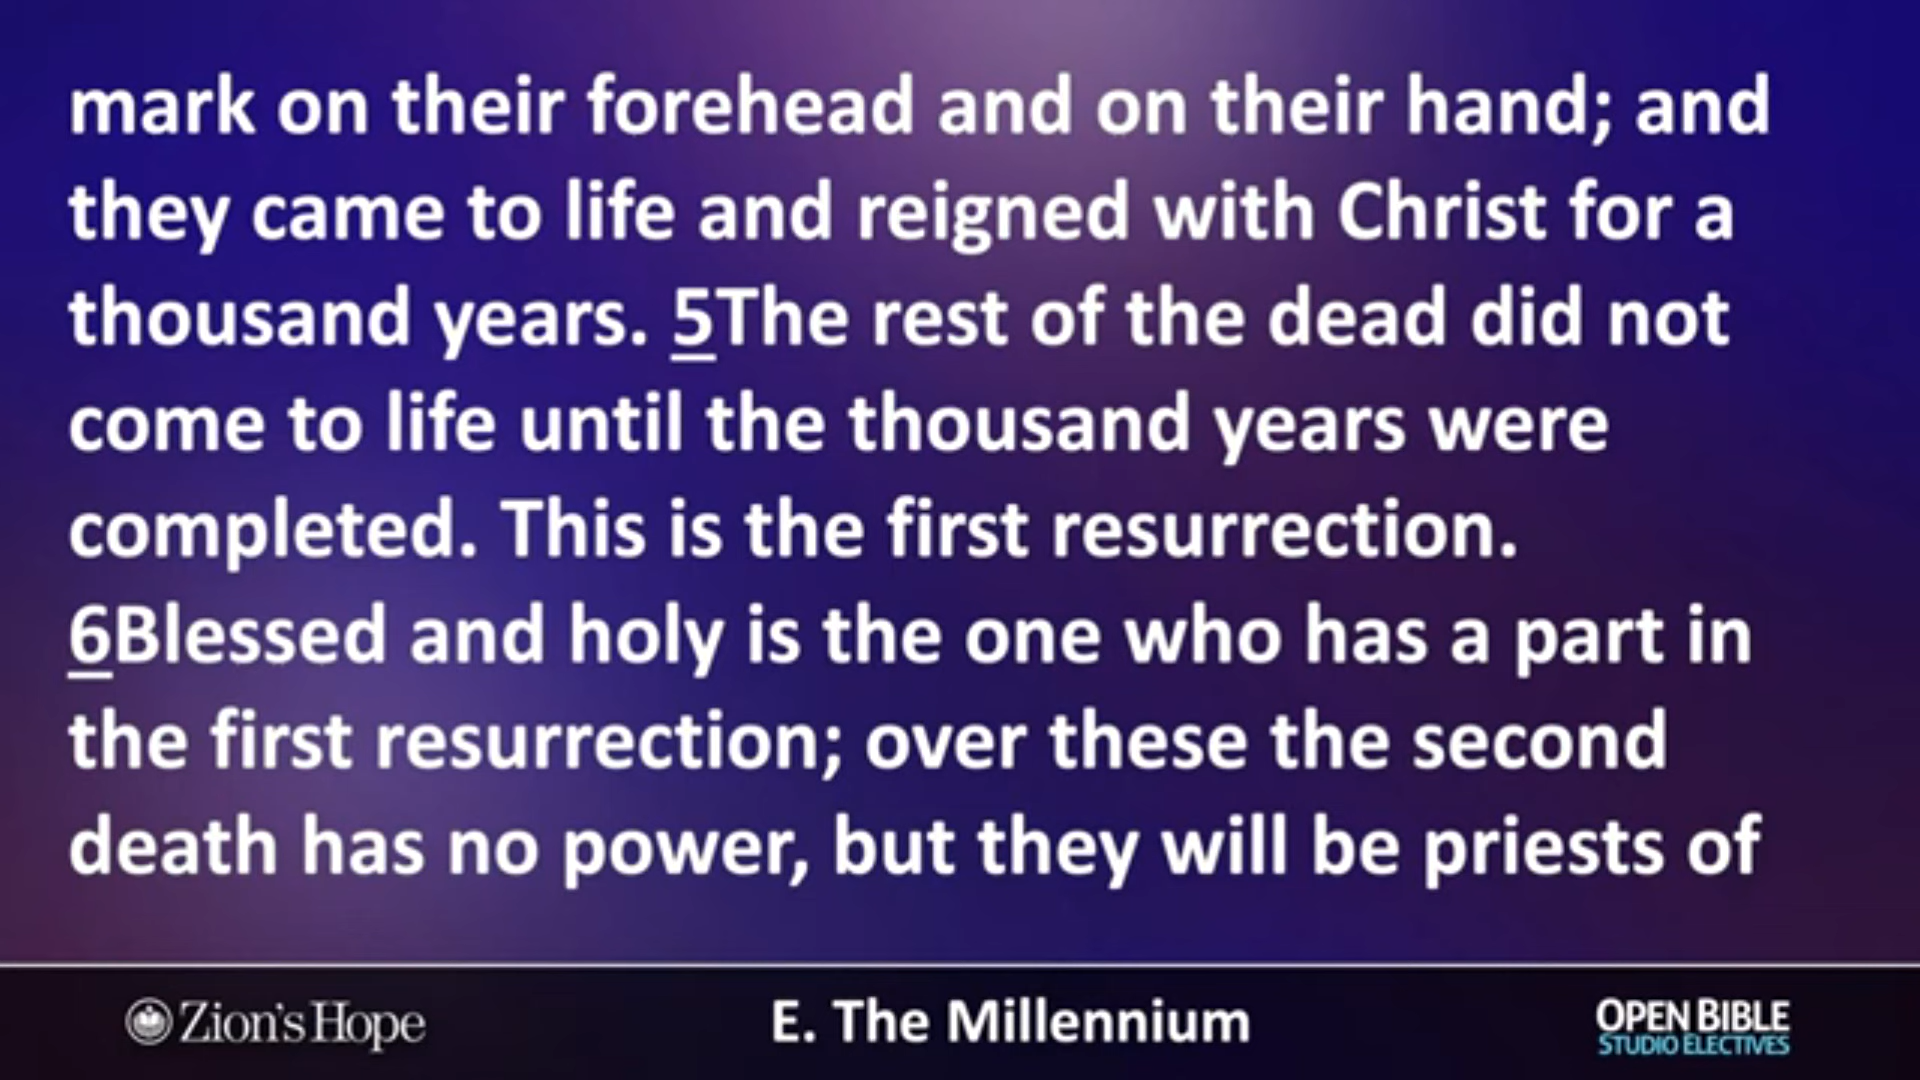 mark on their forehead and on their hand; and
they came to life and reigned with Christ for a
thousand years. 5The rest of the dead did not
come to life until the thousand years were
completed. This is the first resurrection.
6Blessed and holy is the one who has a part in
the first resurrection; over these the second
death has no power, but they will be priests of
Zion's Hope
E. The Millennium
OPEN BIBLE
STUDIO ELECTIVES